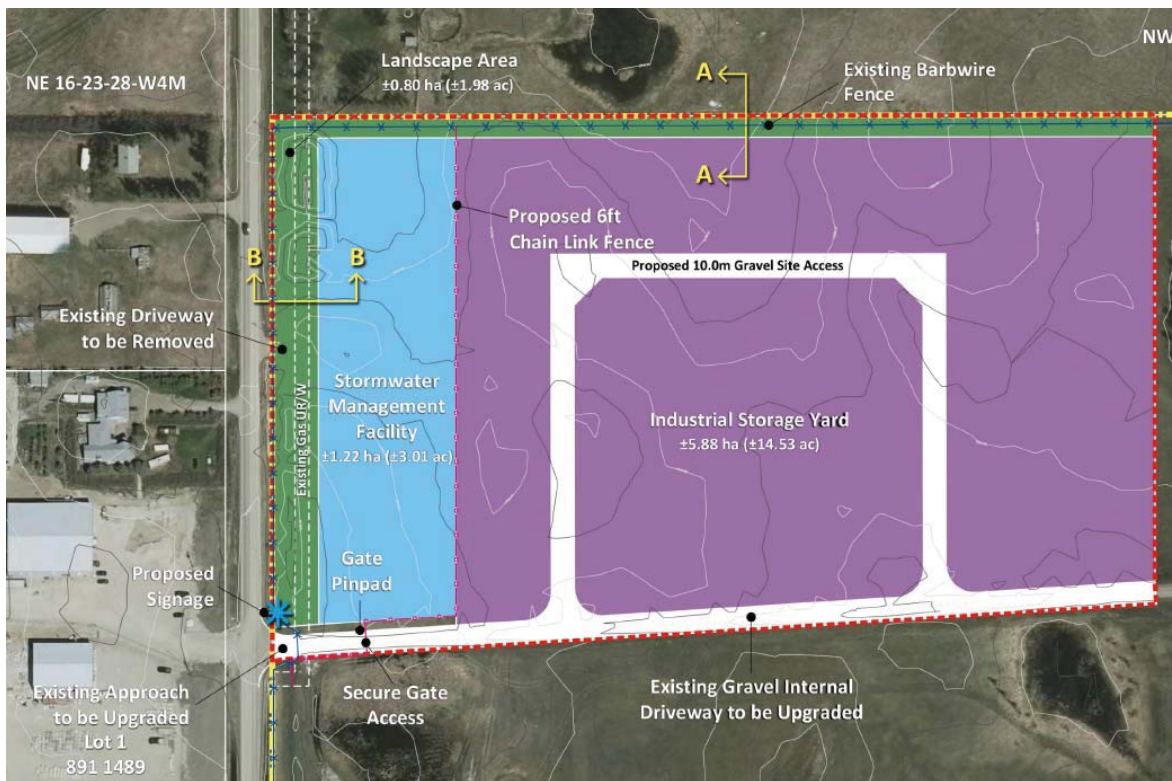 NW
NE 16-23-28-W4M
Landscape Area
±0.80 ha (±1.98 ac)
A
Existing Barbwire
Fence
A
Proposed 6ft
Chain Link Fence
B
B
Proposed 10.0m Gravel Site Access
Existing Driveway
to be Removed
Existing Gas UR/W
Stormwater
Management
Facility
±1.22 ha (±3.01 ac)
Industrial Storage Yard
±5.88 ha (±14.53 ac)
Gate
Pinpad
Proposed
Signage
Existing Approach
to be Upgraded
Lot 1
891 1489
Secure Gate
Access
Existing Gravel Internal
Driveway to be Upgraded